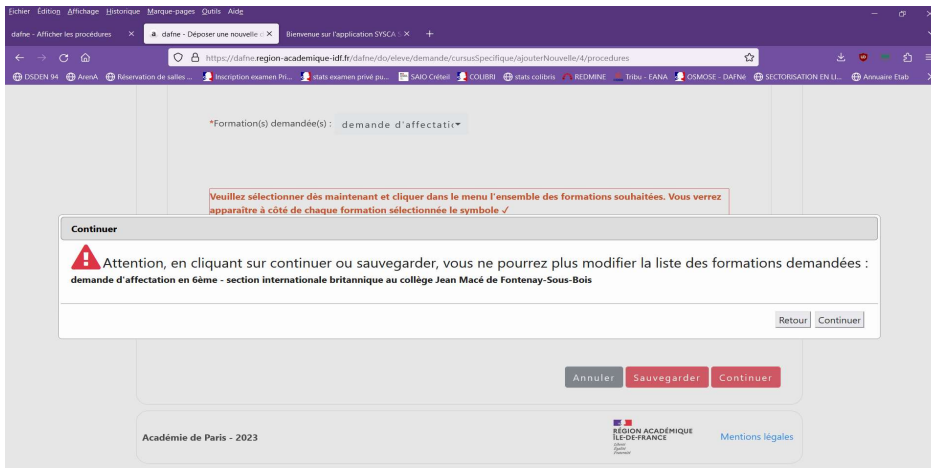 Fichier Édition Affichage Historique Marque-pages Outils Aide
dafne - Afficher les procédures × dafne - Déposer une nouvelle d × Bienvenue sur l'application SYSCA S × +
https://dafne.region-academique-idf.fr/dafne/do/eleve/demande/cursusSpecifique/ajouterNouvelle/4/procedures
DSDEN 94 ArenA Réservation de salles ... Inscription examen Pri... stats examen privé pu... SAIO Créteil COLIBRI stats colibris REDMINE Tribu - EANA OSMOSE - DAFNé SECTORISATION EN LI... Annuaire Etab
*Formation(s) demandée(s) : demande d'affectatic
Veuillez sélectionner dès maintenant et cliquer dans le menu l'ensemble des formations souhaitées. Vous verrez
apparaître à côté de chaque formation sélectionnée le symbole √
Continuer
Attention, en cliquant sur continuer ou sauvegarder, vous ne pourrez plus modifier la liste des formations demandées :
demande d'affectation en 6ème - section internationale britannique au collège Jean Macé de Fontenay-Sous-Bois
Retour Continuer
Annuler Sauvegarder Continuer
Académie de Paris - 2023
RÉGION ACADÉMIQUE
ÎLE-DE-FRANCE
Mentions légales